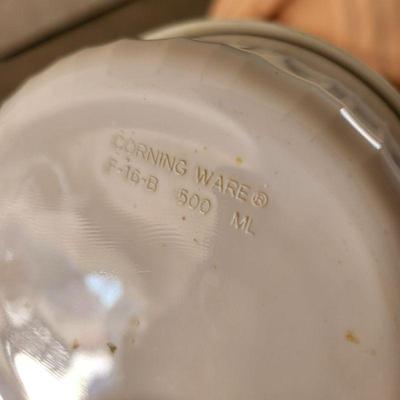 CORNING WARE®
F-16-B 500 ML